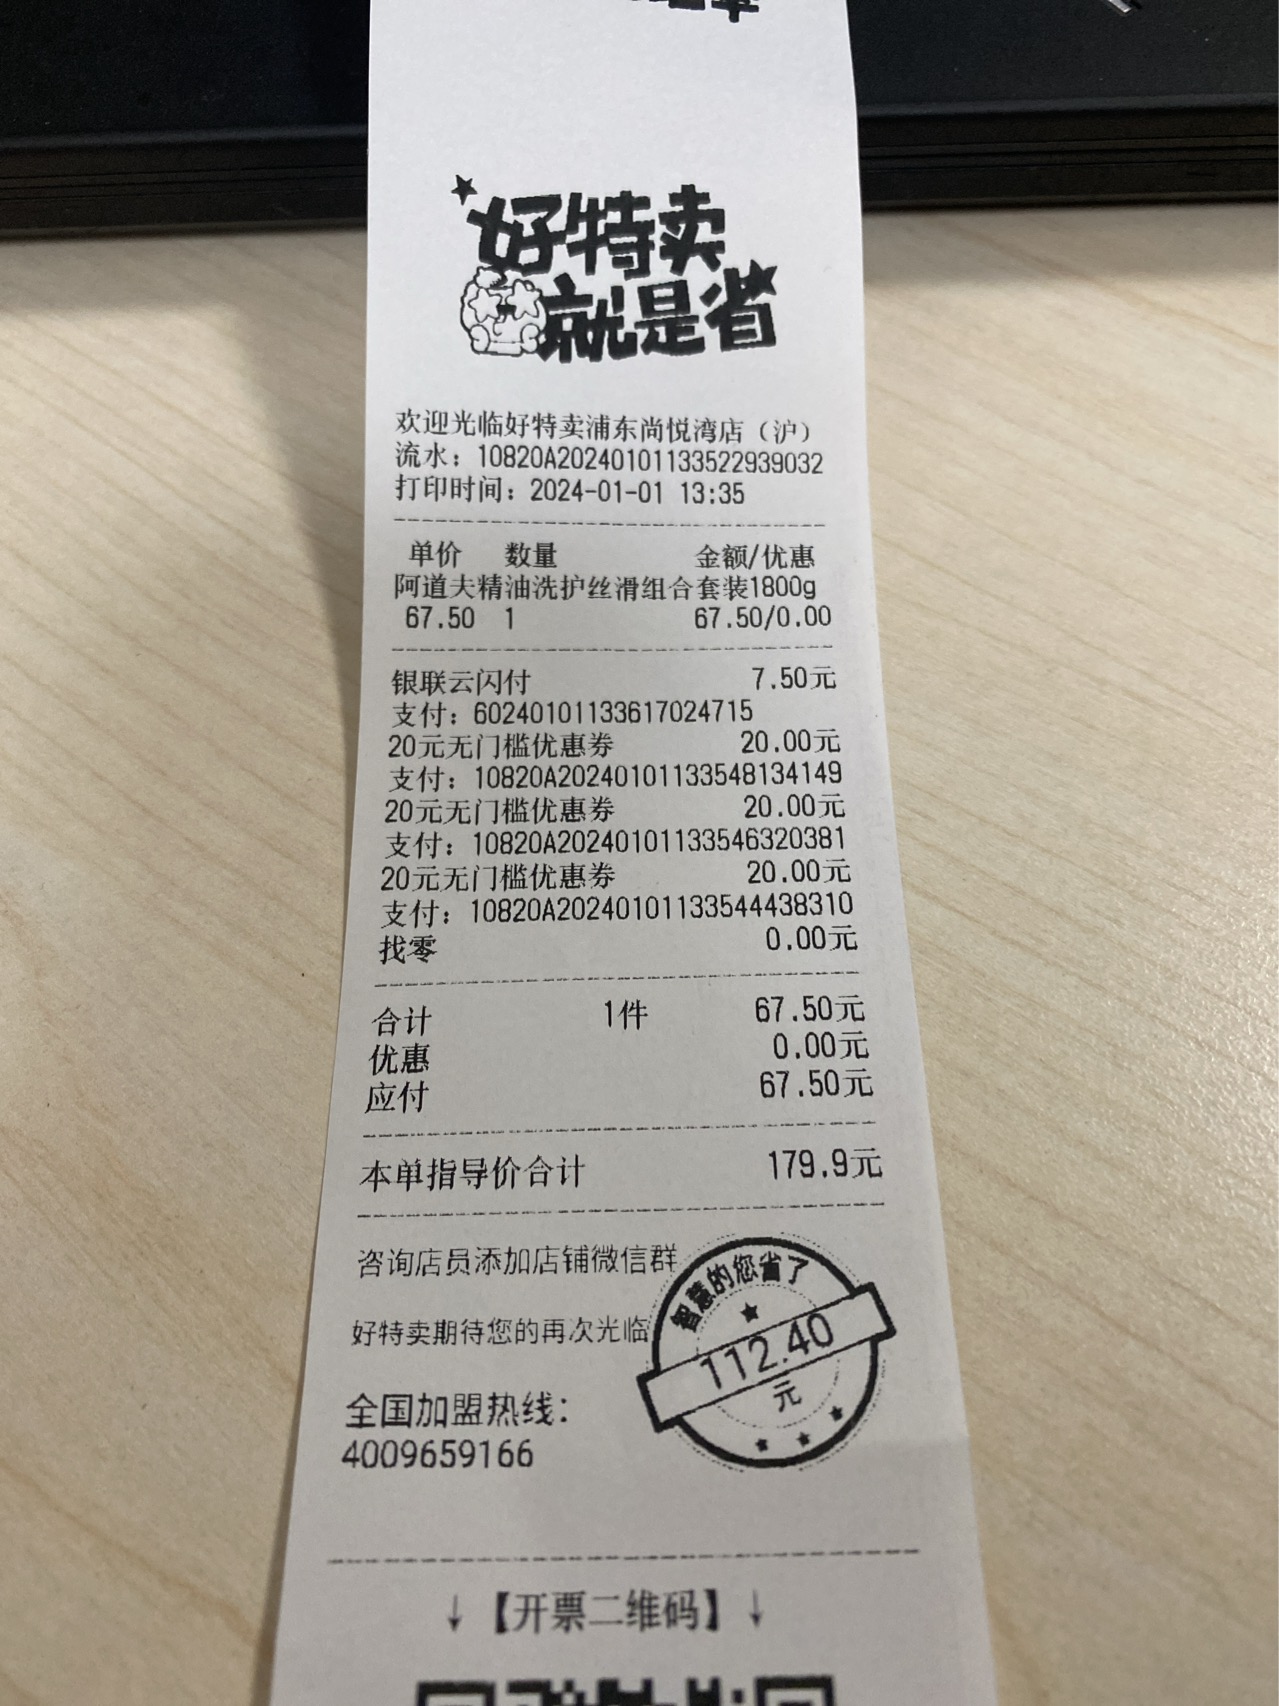 好特卖
就是省
欢迎光临好特卖浦东尚悦湾店（沪）
流水：10820A20240101133522939032
打印时间：2024-01-01 13:35
单价 数量 金额/优惠
阿道夫精油洗护丝滑组合套装1800g
67.50 1 67.50/0.00
银联云闪付 7.50元
支付：60240101133617024715
20元无门槛优惠券 20.00元
支付：10820A20240101133548134149
20元无门槛优惠券 20.00元
支付：10820A20240101133546320381
20元无门槛优惠券 20.00元
支付：10820A20240101133544438310
找零 0.00元
合计 1件 67.50元
优惠 0.00元
应付 67.50元
本单指导价合计 179.9元
咨询店员添加店铺微信群
智慧的您省了
112.40
元
好特卖期待您的再次光临
全国加盟热线：
4009659166
↓【开票二维码】↓